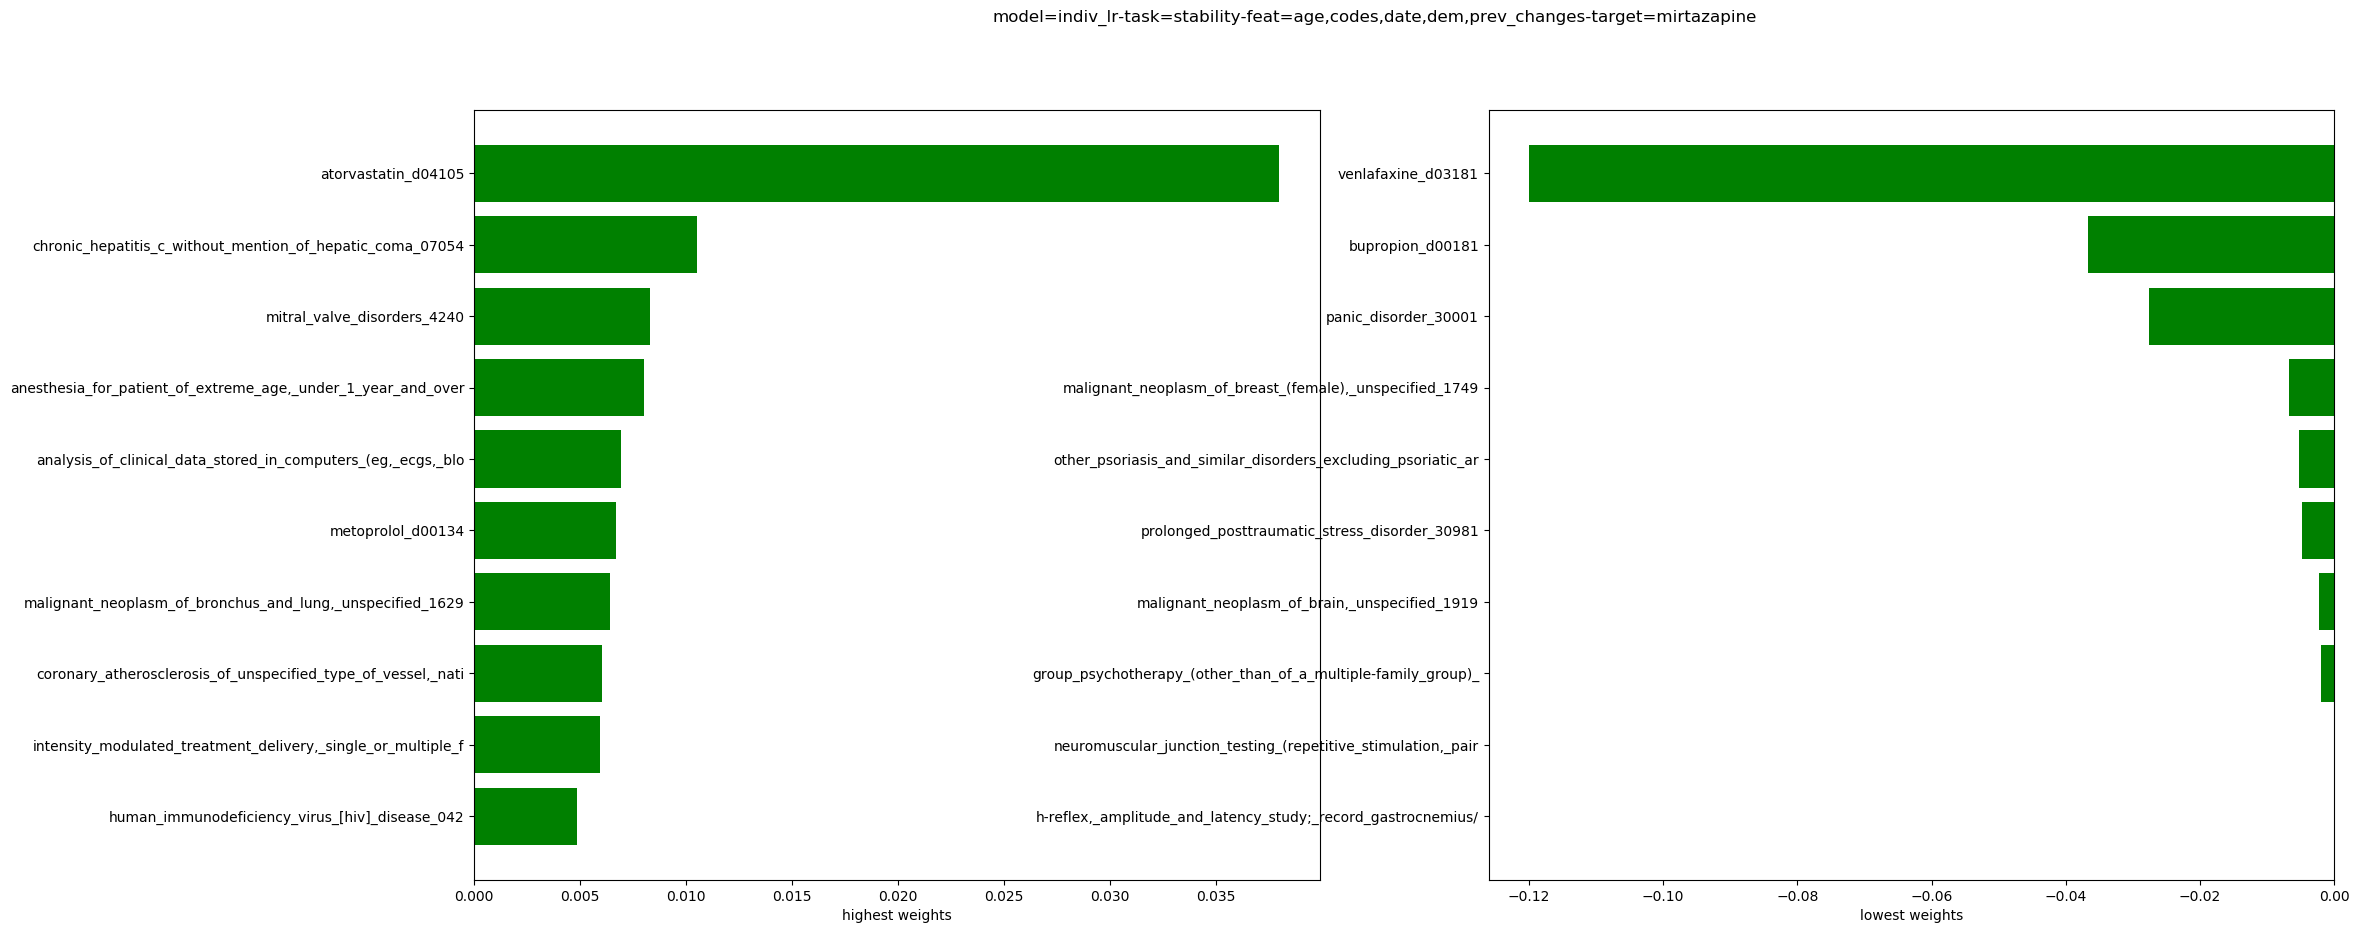 model=indiv_lr-task=stability-feat=age,codes,date,dem,prev_changes-target=mirtazapine
atorvastatin_d04105
chronic_hepatitis_c_without_mention_of_hepatic_coma_07054
mitral_valve_disorders_4240
anesthesia_for_patient_of_extreme_age,_under_1_year_and_over
analysis_of_clinical_data_stored_in_computers_(eg,_ecgs,_blo
metoprolol_d00134
malignant_neoplasm_of_bronchus_and_lung,_unspecified_1629
coronary_atherosclerosis_of_unspecified_type_of_vessel,_nati
intensity_modulated_treatment_delivery,_single_or_multiple_f
human_immunodeficiency_virus_[hiv]_disease_042
0.000 0.005 0.010 0.015 0.020 0.025 0.030 0.035
highest weights
venlafaxine_d03181
bupropion_d00181
panic_disorder_30001
malignant_neoplasm_of_breast_(female),_unspecified_1749
other_psoriasis_and_similar_disorders_excluding_psoriatic_ar
prolonged_posttraumatic_stress_disorder_30981
malignant_neoplasm_of_brain,_unspecified_1919
group_psychotherapy_(other_than_of_a_multiple-family_group)_
neuromuscular_junction_testing_(repetitive_stimulation,_pair
h-reflex,_amplitude_and_latency_study;_record_gastrocnemius/
−0.12 −0.10 −0.08 −0.06 −0.04 −0.02 0.00
lowest weights